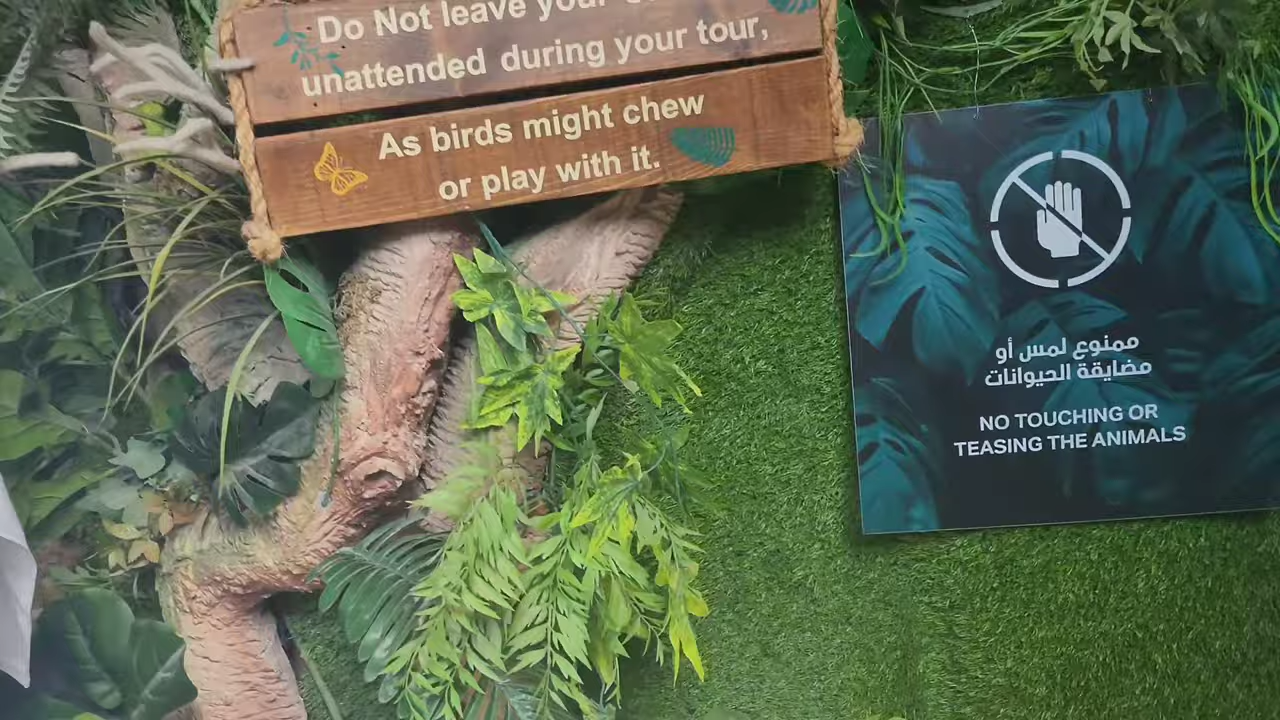 Do Not leave your
unattended during your tour,
As birds might chew
or play with it.
ممنوع لمس أو
مضايقة الحيوانات
NO TOUCHING OR
TEASING THE ANIMALS